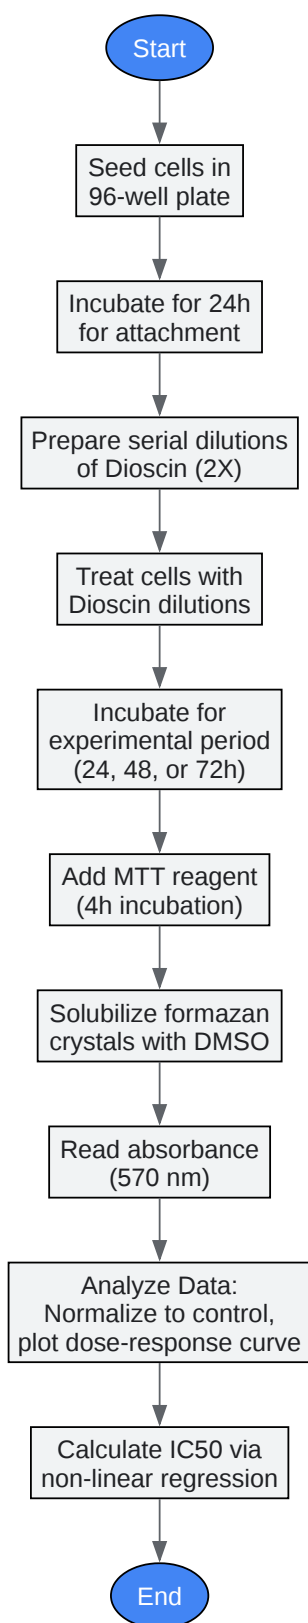 Start
Seed cells in
96-well plate
Incubate for 24h
for attachment
Prepare serial dilutions
of Dioscin (2X)
Treat cells with
Dioscin dilutions
Incubate for
experimental period
(24, 48, or 72h)
Add MTT reagent
(4h incubation)
Solubilize formazan
crystals with DMSO
Read absorbance
(570 nm)
Analyze Data:
Normalize to control,
plot dose-response curve
Calculate IC50 via
non-linear regression
End